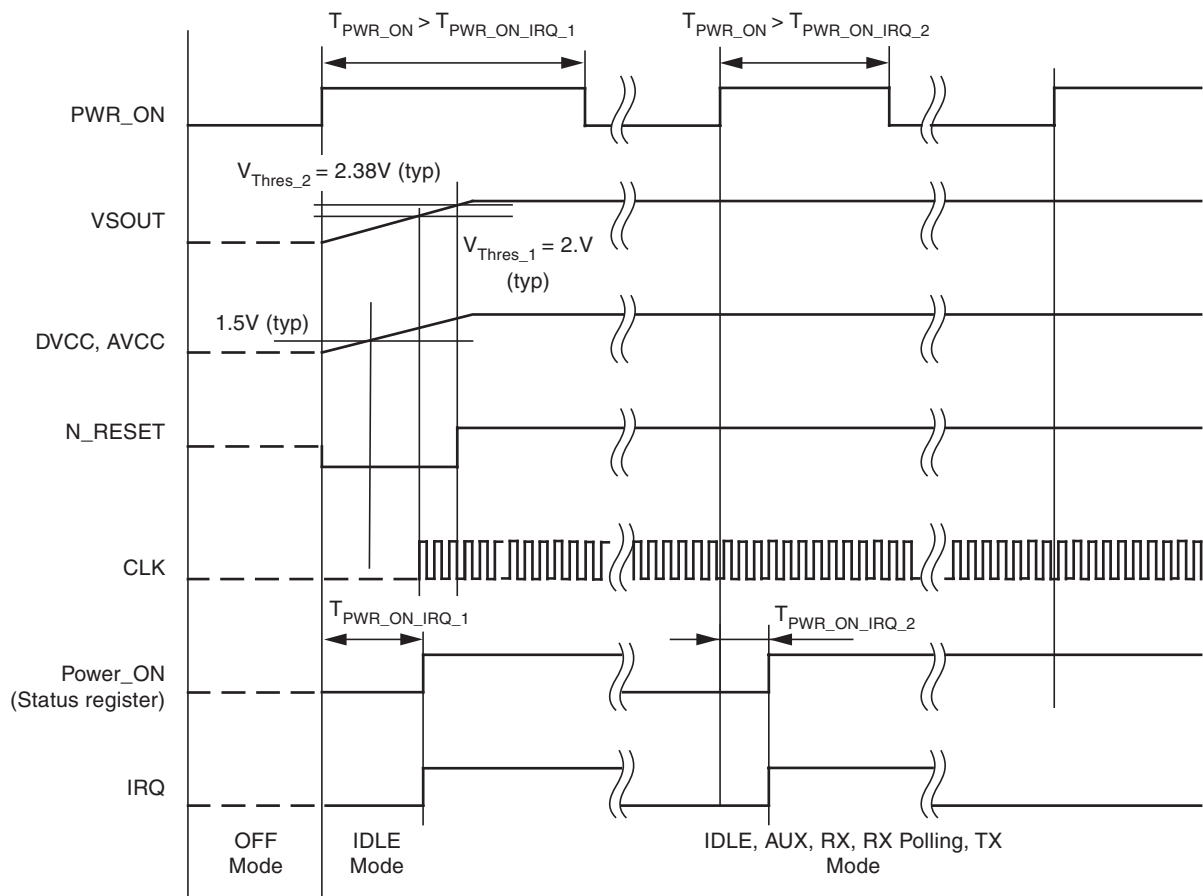 T_PWR_ON > T_PWR_ON_IRQ_1
T_PWR_ON > T_PWR_ON_IRQ_2
PWR_ON
V_Thres_2 = 2.38V (typ)
VSOUT
V_Thres_1 = 2.V
(typ)
1.5V (typ)
DVCC, AVCC
N_RESET
CLK
T_PWR_ON_IRQ_1
T_PWR_ON_IRQ_2
Power_ON
(Status register)
IRQ
OFF
Mode
IDLE
Mode
IDLE, AUX, RX, RX Polling, TX
Mode